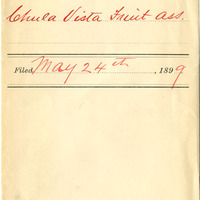 Chula Vista Fruit Ass.
Filed May 24th, 1899